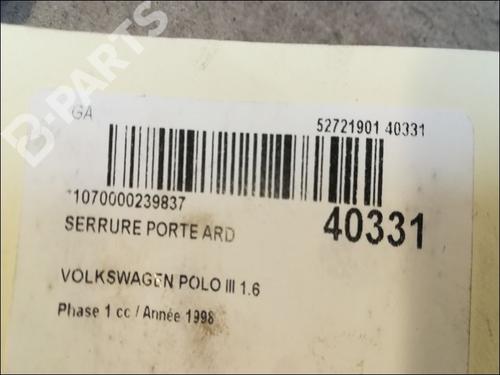 B-PARTS
GA
52721901 40331
*1070000239837
SERRURE PORTE ARD
40331
VOLKSWAGEN POLO III 1.6
Phase 1 cc / Année 1998